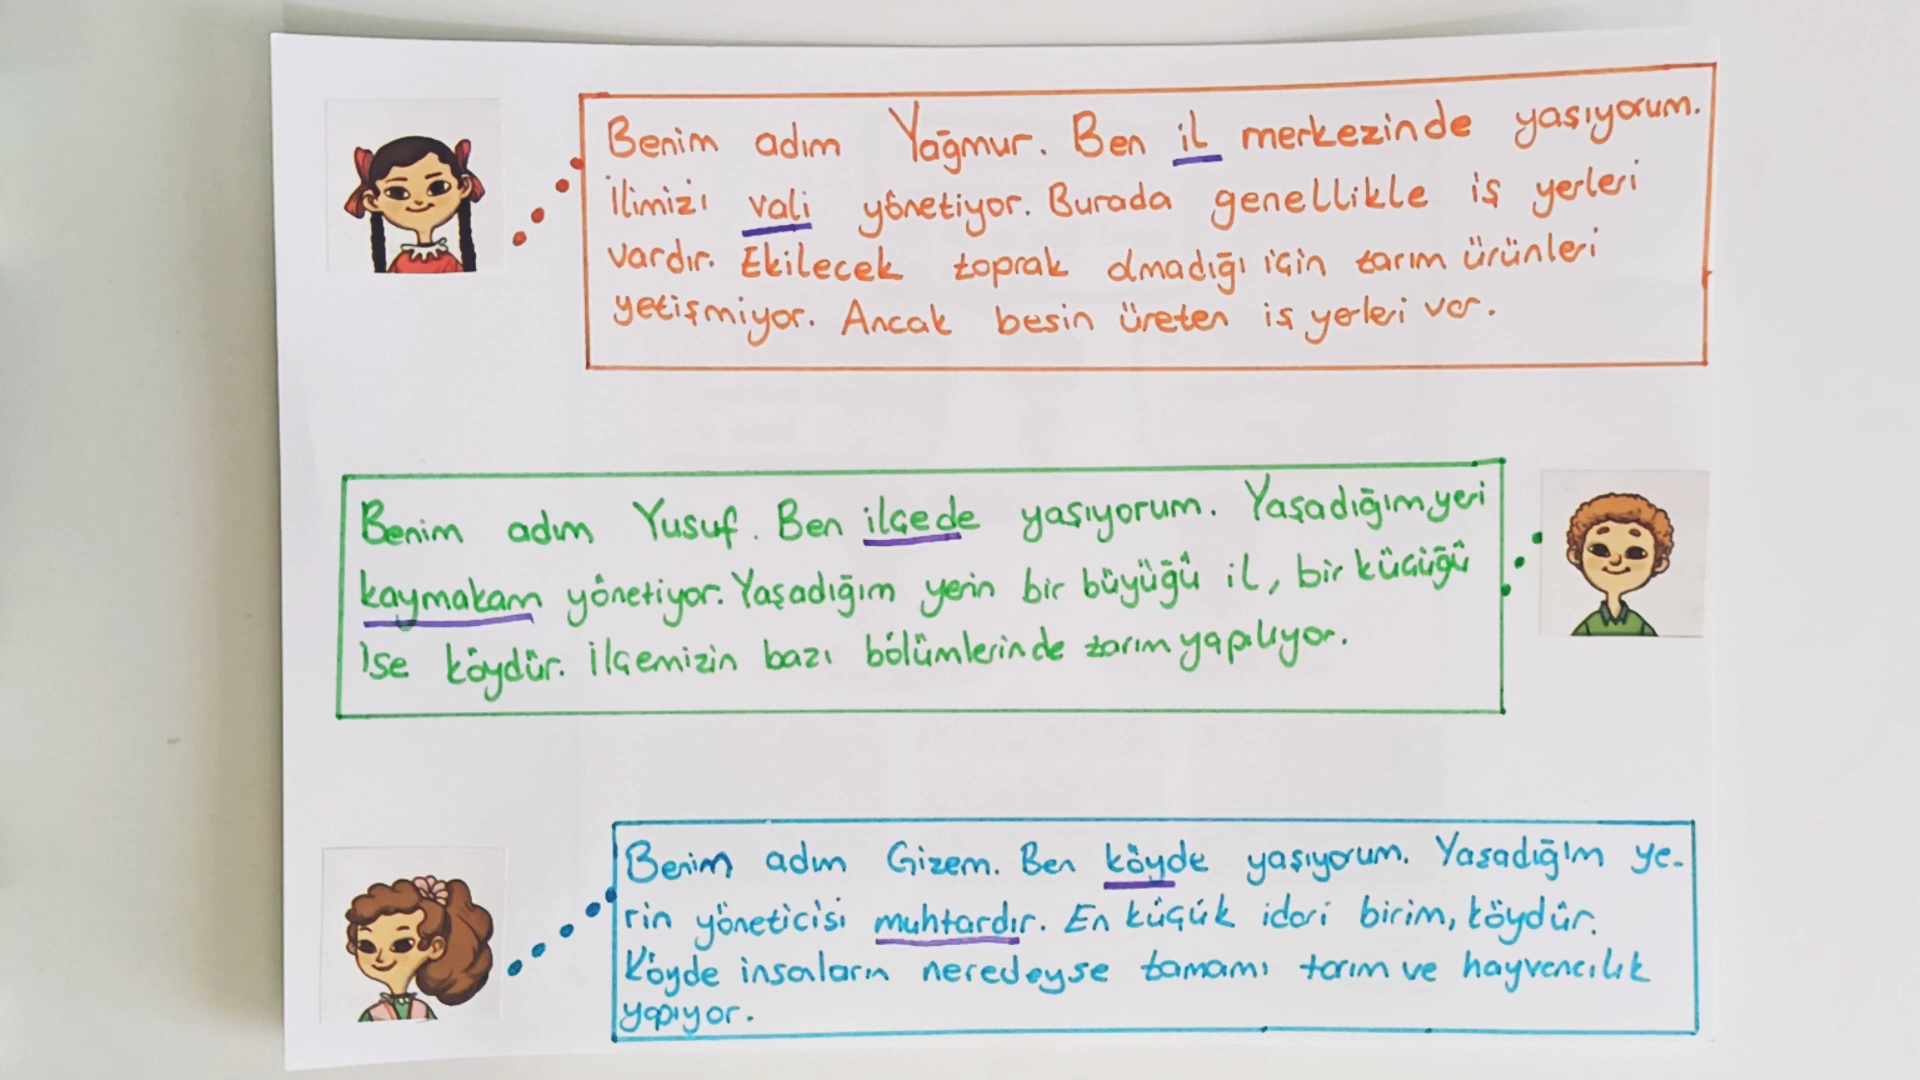 Benim adım Yağmur. Ben il merkezinde yaşıyorum.
İlimizi vali yönetiyor. Burada genellikle iş yerleri
vardır. Ekilecek toprak olmadığı için tarım ürünleri
yetişmiyor. Ancak besin üreten iş yerleri var.
Benim adım Yusuf. Ben ilçede yaşıyorum. Yaşadığım yeri
kaymakam yönetiyor. Yaşadığım yerin bir büyüğü il, bir küçüğü
ise köydür. İlçemizin bazı bölümlerinde tarım yapılıyor.
Benim adım Gizem. Ben köyde yaşıyorum. Yaşadığım ye-
rin yöneticisi muhtardır. En küçük idari birim, köydür.
Köyde insanların neredeyse tamamı tarım ve hayvancılık
yapıyor.